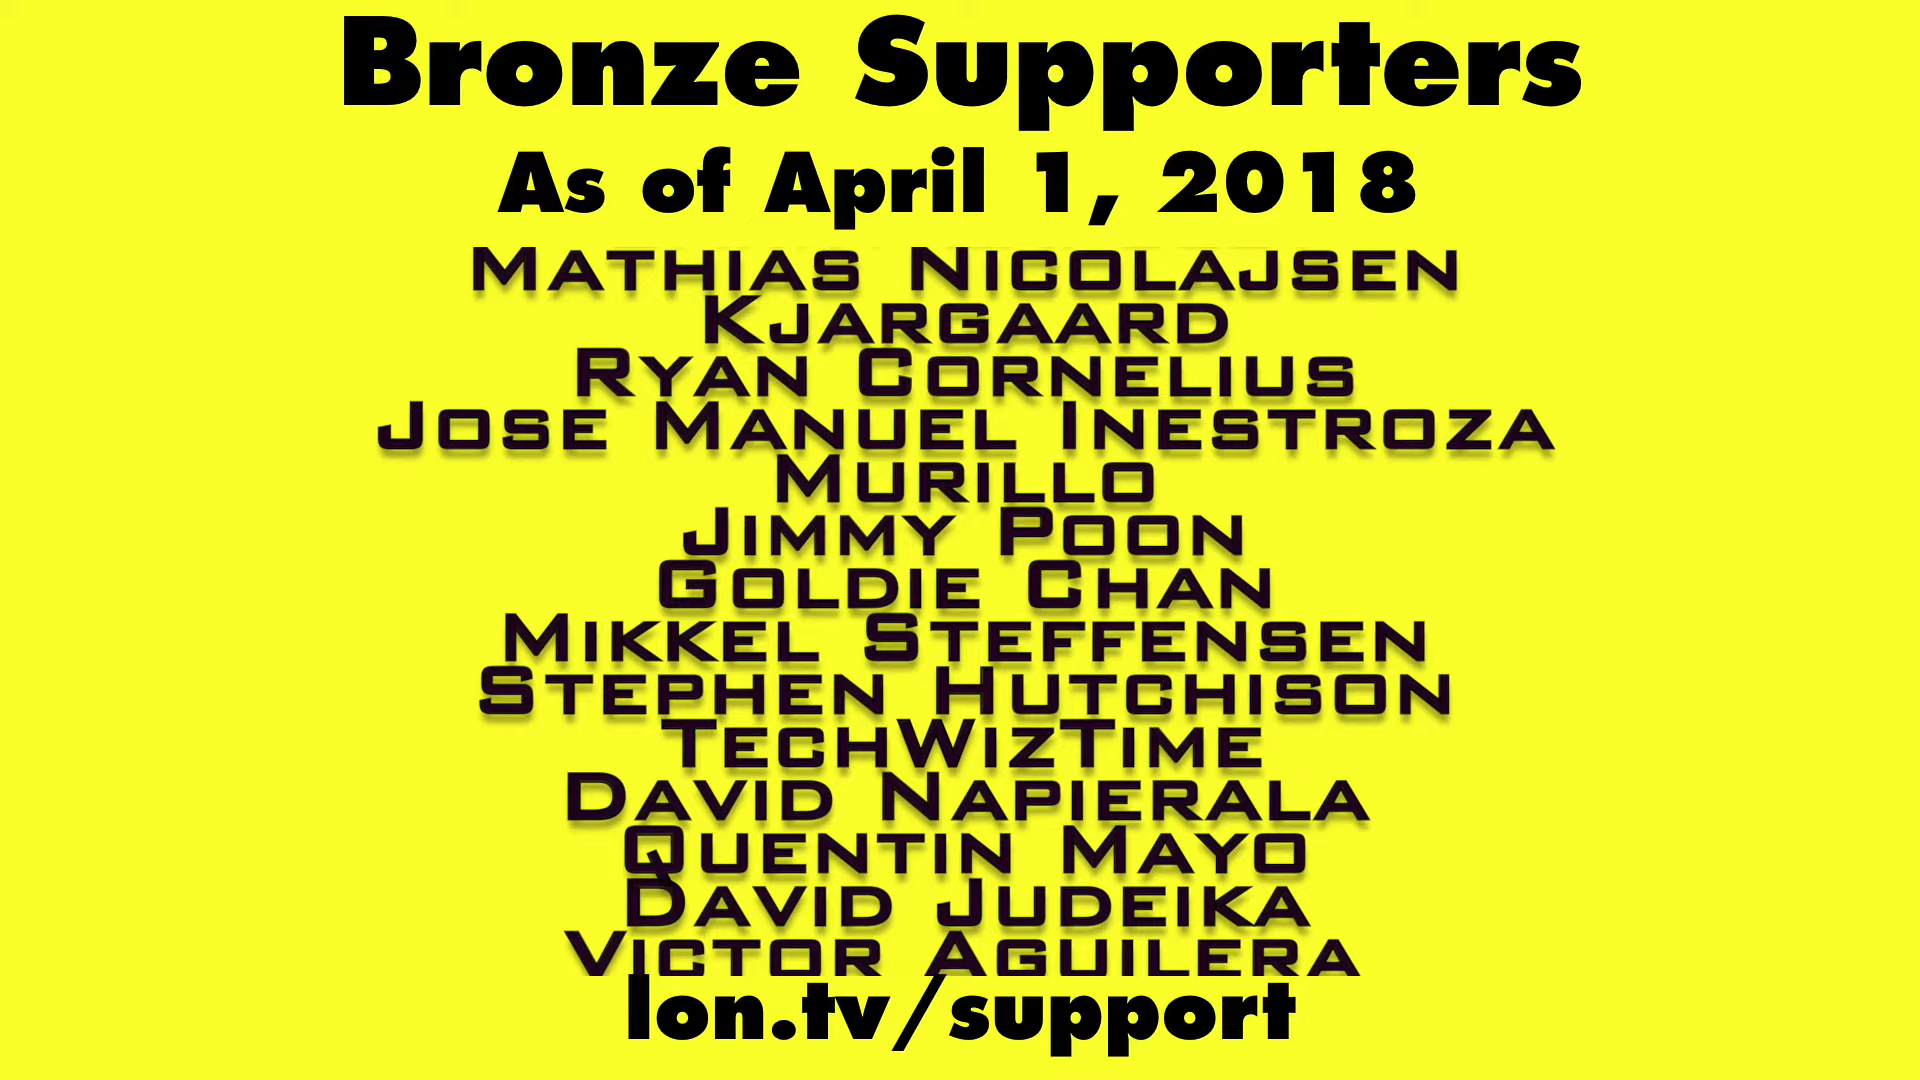 Bronze Supporters
As of April 1, 2018
Mathias Nicolajsen
Kjargaard
Ryan Cornelius
Jose Manuel Inestroza
Murillo
Jimmy Poon
Goldie Chan
Mikkel Steffensen
Stephen Hutchison
TechWizTime
David Napierala
Quentin Mayo
David Judeika
Victor Aguilera
lon.tv/support